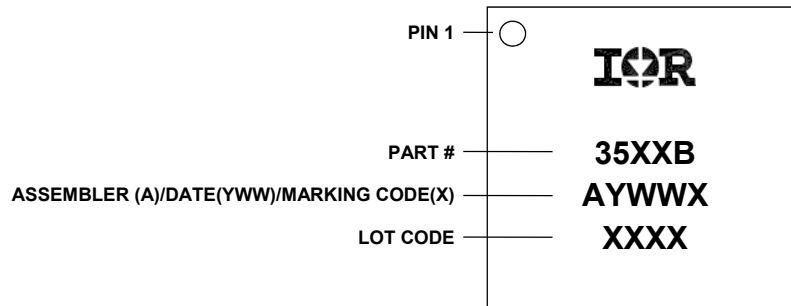 PIN 1
IOR
PART # 35XXB
ASSEMBLER (A)/DATE(YWW)/MARKING CODE(X) AYWWX
LOT CODE XXXX